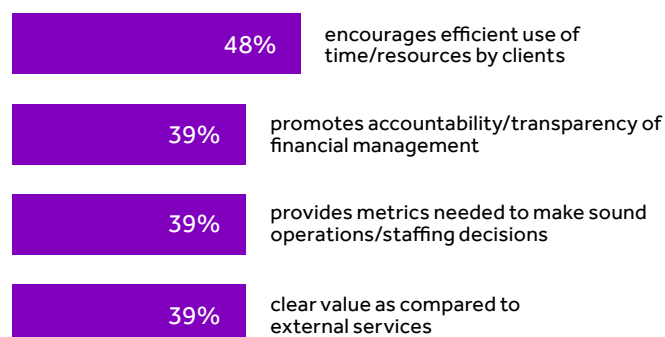 48%
encourages efficient use of
time/resources by clients
39%
promotes accountability/transparency of
financial management
39%
provides metrics needed to make sound
operations/staffing decisions
39%
clear value as compared to
external services